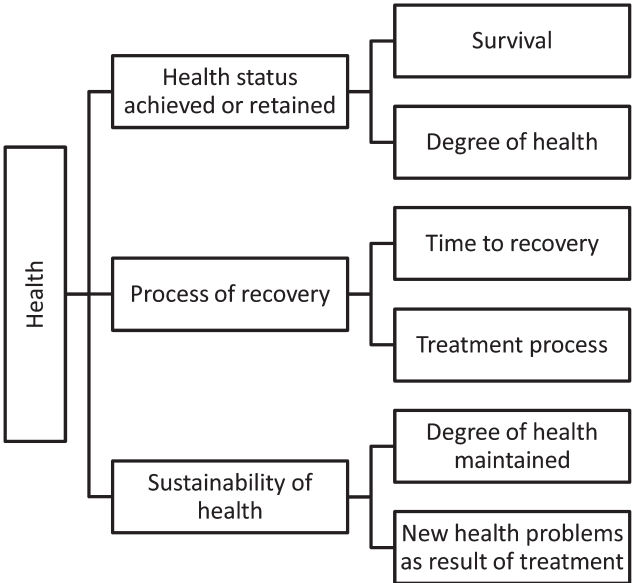 Health
Health status
achieved or retained
Survival
Degree of health
Process of recovery
Time to recovery
Treatment process
Sustainability of
health
Degree of health
maintained
New health problems
as result of treatment